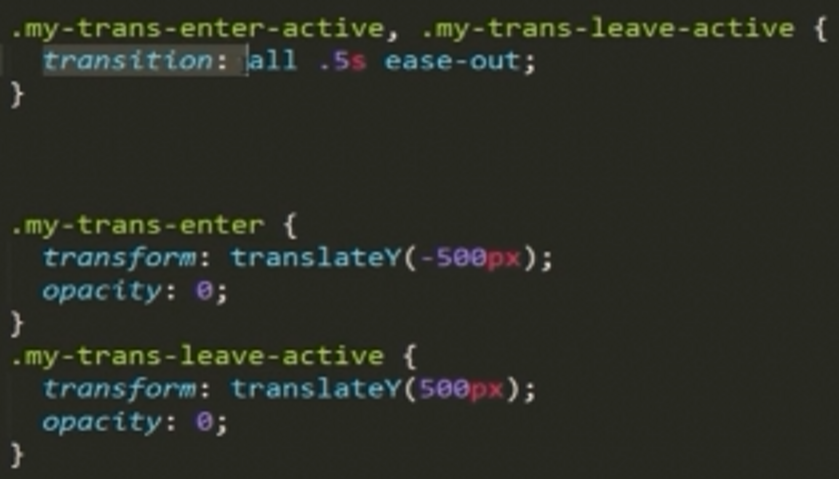 .my-trans-enter-active, .my-trans-leave-active {
  transition: all .5s ease-out;
}
.my-trans-enter {
  transform: translateY(-500px);
  opacity: 0;
}
.my-trans-leave-active {
  transform: translateY(500px);
  opacity: 0;
}